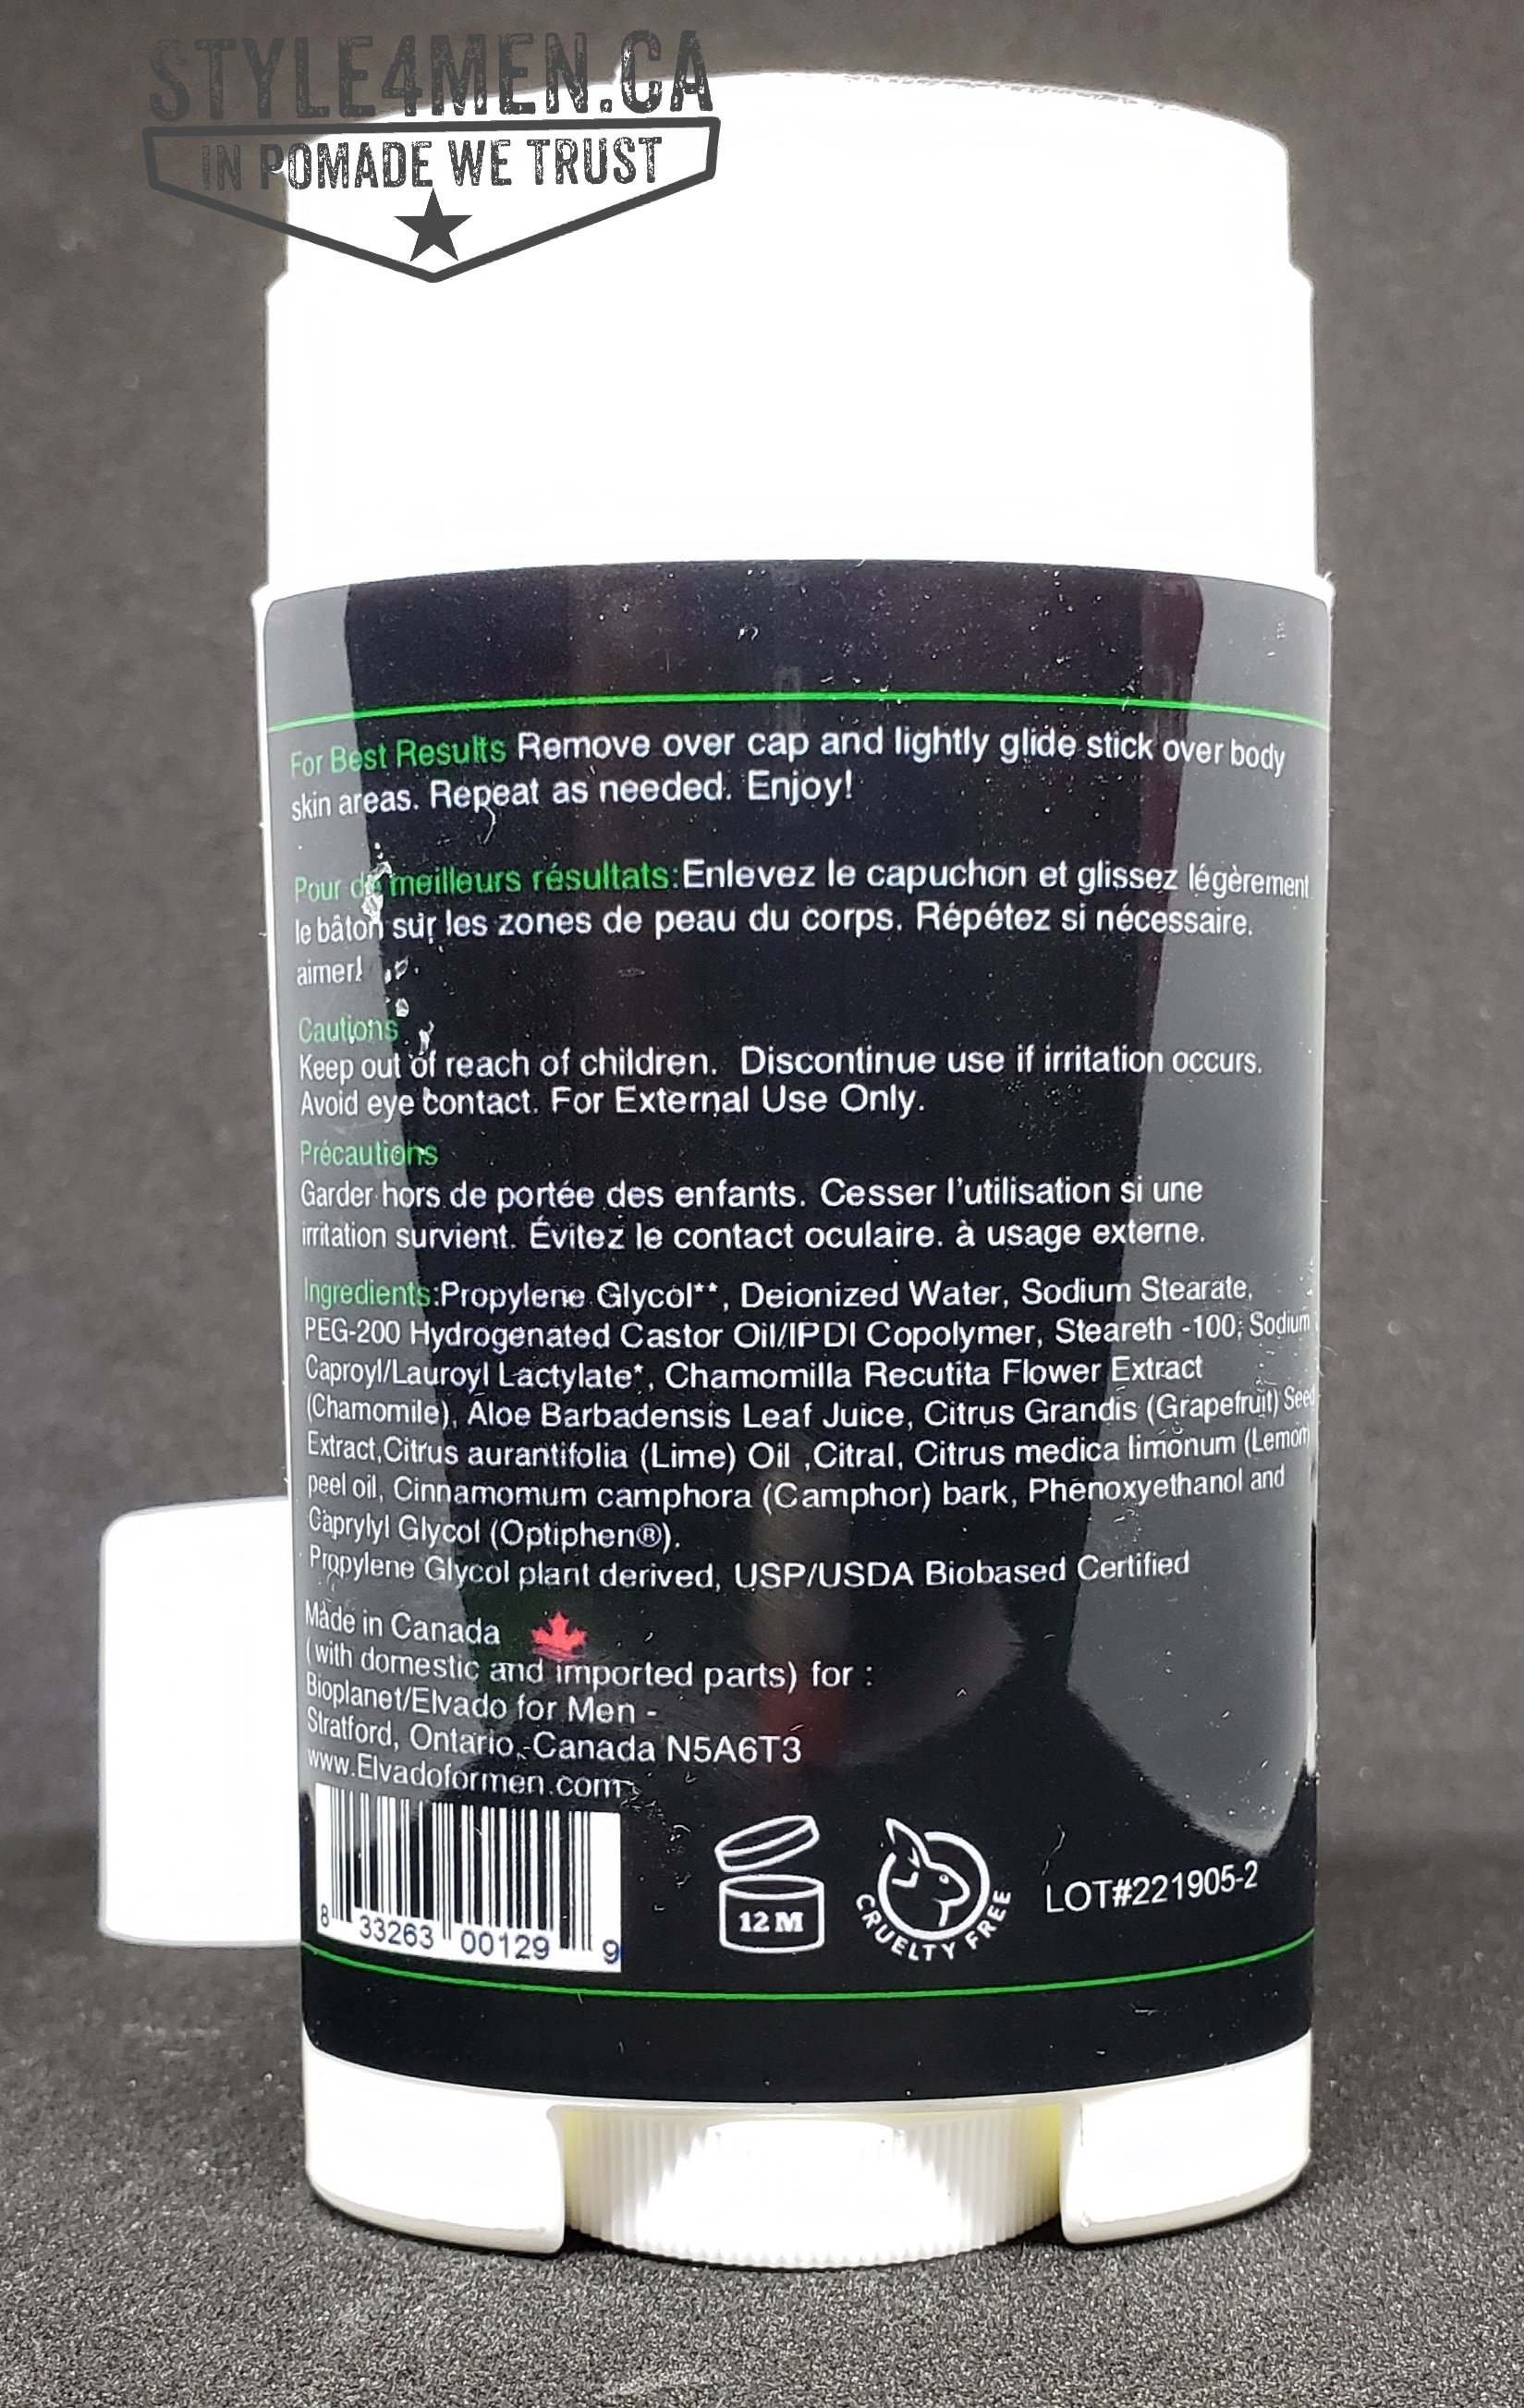 STYLE4MEN.CA
IN POMADE WE TRUST
For Best Results Remove over cap and lightly glide stick over body
skin areas. Repeat as needed. Enjoy!
Pour de meilleurs résultats:Enlevez le capuchon et glissez légèrement
le bâton sur les zones de peau du corps. Répétez si nécessaire.
aimer!
Cautions
Keep out of reach of children. Discontinue use if irritation occurs.
Avoid eye contact. For External Use Only.
Précautions
Garder hors de portée des enfants. Cesser l'utilisation si une
irritation survient. Évitez le contact oculaire. à usage externe.
Ingredients:Propylene Glycol**, Deionized Water, Sodium Stearate,
PEG-200 Hydrogenated Castor Oil/IPDI Copolymer, Steareth -100; Sodium
Caproyl/Lauroyl Lactylate*, Chamomilla Recutita Flower Extract
(Chamomile), Aloe Barbadensis Leaf Juice, Citrus Grandis (Grapefruit) Seed
Extract,Citrus aurantifolia (Lime) Oil ,Citral, Citrus medica limonum (Lemon)
peel oil, Cinnamomum camphora (Camphor) bark, Phenoxyethanol and
Caprylyl Glycol (Optiphen®).
Propylene Glycol plant derived, USP/USDA Biobased Certified
Made in Canada
(with domestic and imported parts) for :
Bioplanet/Elvado for Men -
Stratford, Ontario,-Canada N5A6T3
www.Elvadoformen.com
8 33263 00129 9
12 M
CRUELTY FREE
LOT#221905-2